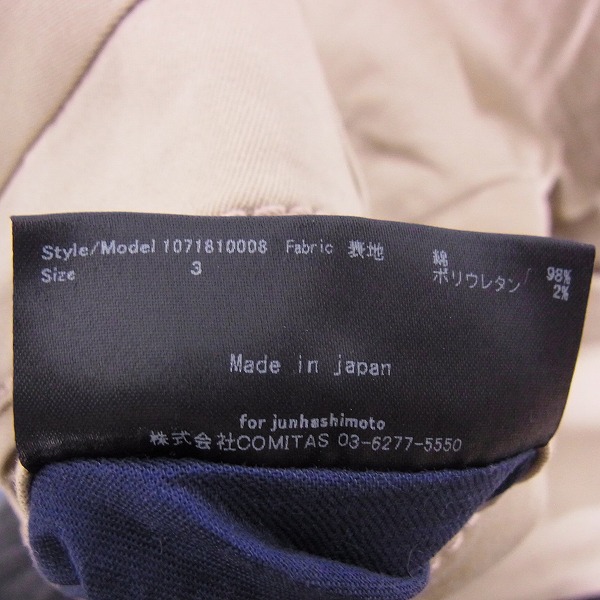 Style/Model 1071810008 Fabric 表地 綿 98%
Size 3 ポリウレタン 2%
Made in japan
for junhashimoto
株式会社COMITAS 03-6277-5550